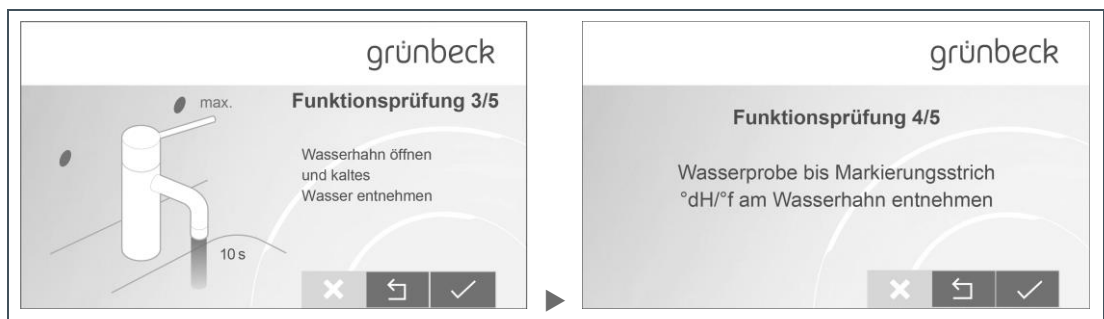 grünbeck
max.
Funktionsprüfung 3/5
Wasserhahn öffnen
und kaltes
Wasser entnehmen
10 s
grünbeck
Funktionsprüfung 4/5
Wasserprobe bis Markierungsstrich
°dH/°f am Wasserhahn entnehmen